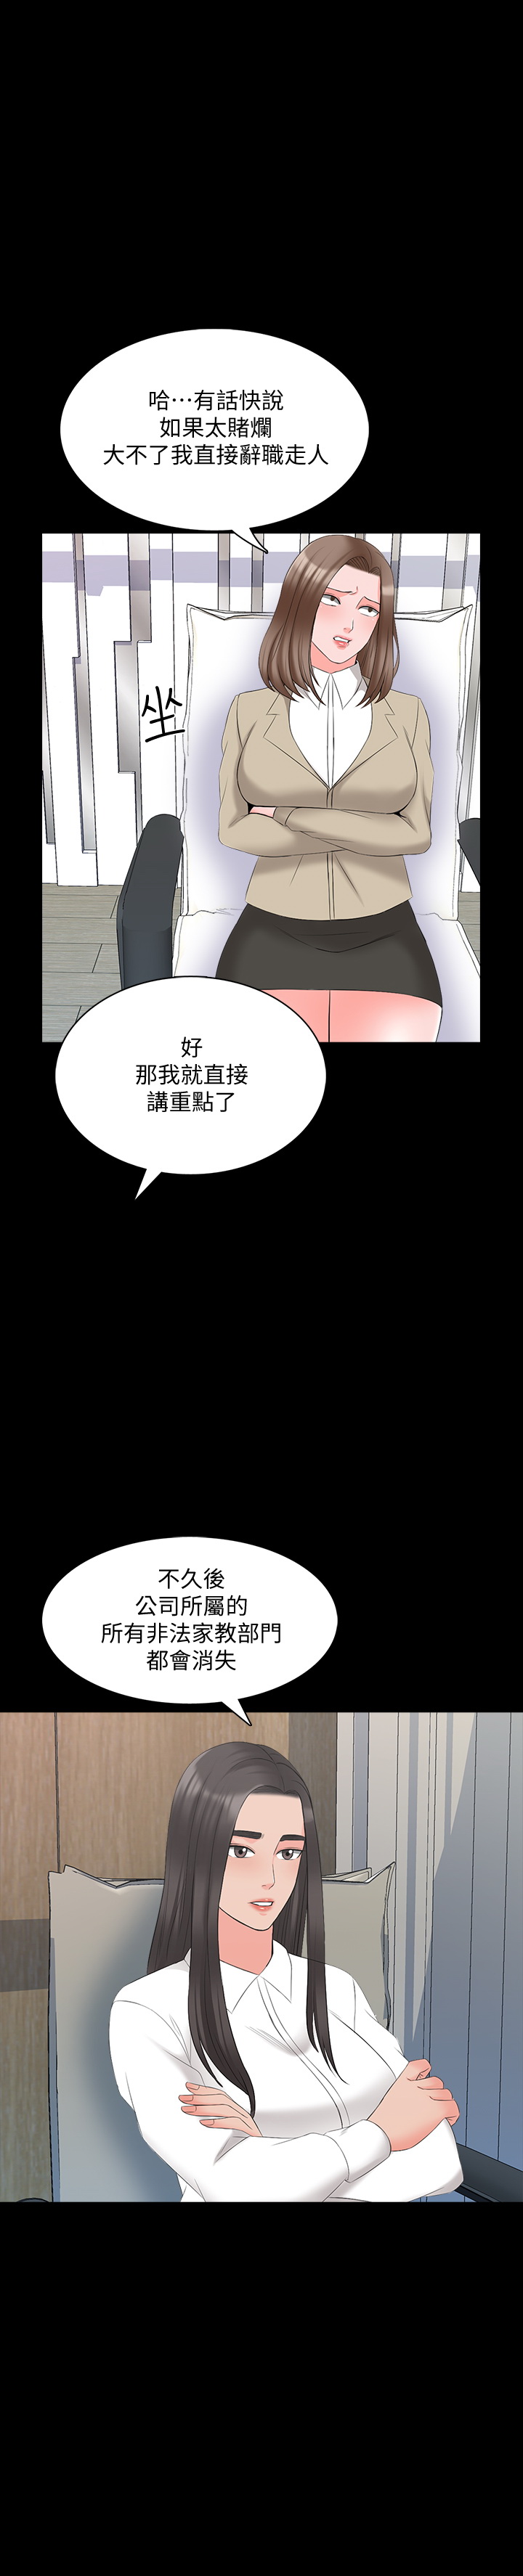 哈⋯有話快說
如果太賭爛
大不了我直接辭職走人
坐
好
那我就直接
講重點了
不久後
公司所屬的
所有非法家教部門
都會消失